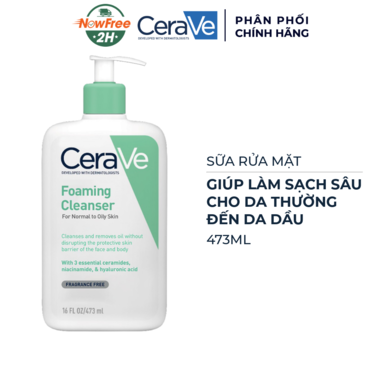 NowFree
2H
CeraVe
DEVELOPED WITH DERMATOLOGISTS
PHÂN PHỐI
CHÍNH HÃNG
CeraVe
DEVELOPED WITH DERMATOLOGISTS
Foaming
Cleanser
For Normal to Oily Skin
Cleanses and removes oil without
disrupting the protective skin
barrier of the face and body
With 3 essential ceramides,
niacinamide, & hyaluronic acid
FRAGRANCE FREE
16 FL OZ/473 ml
SỮA RỬA MẶT
GIÚP LÀM SẠCH SÂU
CHO DA THƯỜNG
ĐẾN DA DẦU
473ML